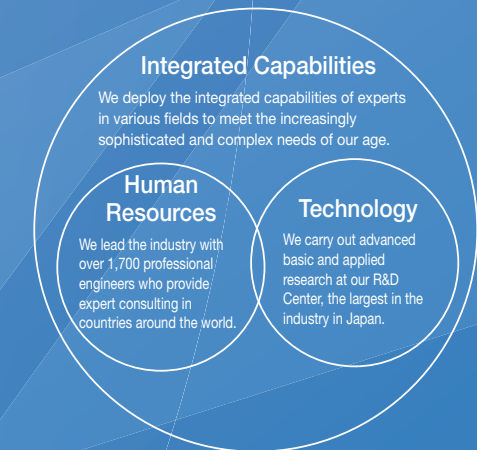 Integrated Capabilities
We deploy the integrated capabilities of experts
in various fields to meet the increasingly
sophisticated and complex needs of our age.
Human
Resources
We lead the industry with
over 1,700 professional
engineers who provide
expert consulting in
countries around the world.
Technology
We carry out advanced
basic and applied
research at our R&D
Center, the largest in the
industry in Japan.